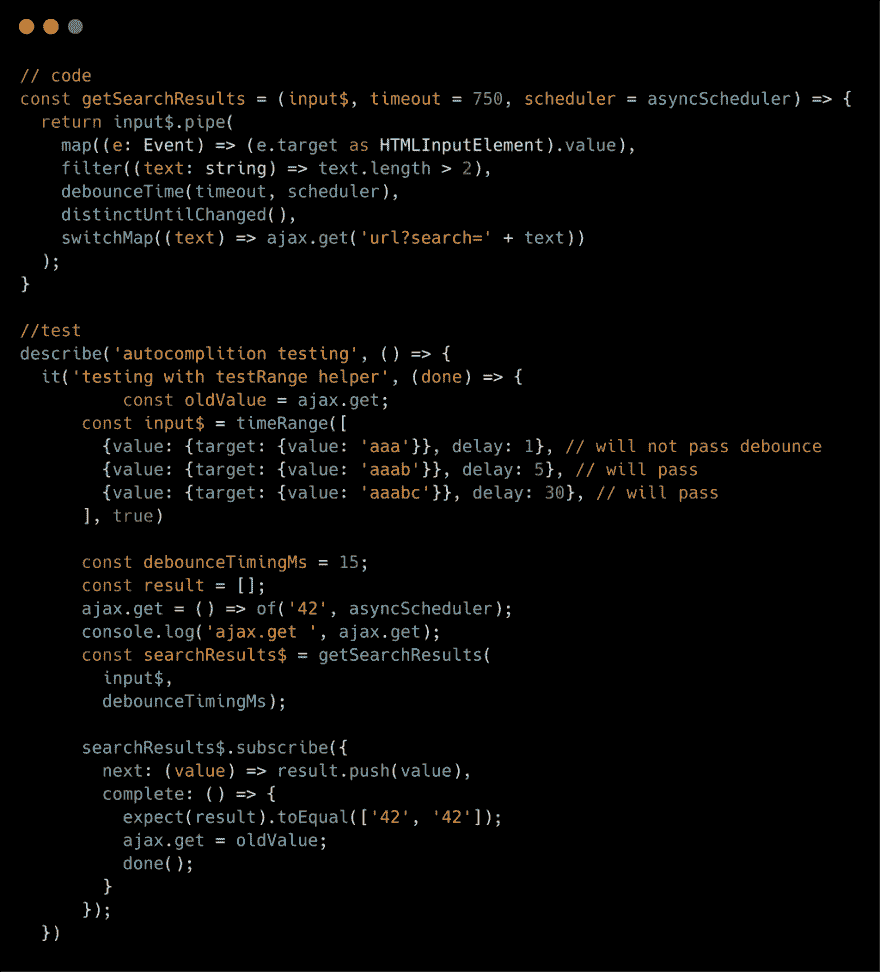 // code
const getSearchResults = (input$, timeout = 750, scheduler = asyncScheduler) => {
  return input$.pipe(
    map((e: Event) => (e.target as HTMLInputElement).value),
    filter((text: string) => text.length > 2),
    debounceTime(timeout, scheduler),
    distinctUntilChanged(),
    switchMap((text) => ajax.get('url?search=' + text))
  );
}

//test
describe('autocomplition testing', () => {
  it('testing with testRange helper', (done) => {
          const oldValue = ajax.get;
      const input$ = timeRange([
        {value: {target: {value: 'aaa'}}, delay: 1}, // will not pass debounce
        {value: {target: {value: 'aaab'}}, delay: 5}, // will pass
        {value: {target: {value: 'aaabc'}}, delay: 30}, // will pass
      ], true)

      const debounceTimingMs = 15;
      const result = [];
      ajax.get = () => of('42', asyncScheduler);
      console.log('ajax.get ', ajax.get);
      const searchResults$ = getSearchResults(
        input$,
        debounceTimingMs);

      searchResults$.subscribe({
        next: (value) => result.push(value),
        complete: () => {
          expect(result).toEqual(['42', '42']);
          ajax.get = oldValue;
          done();
        }
      });
  })